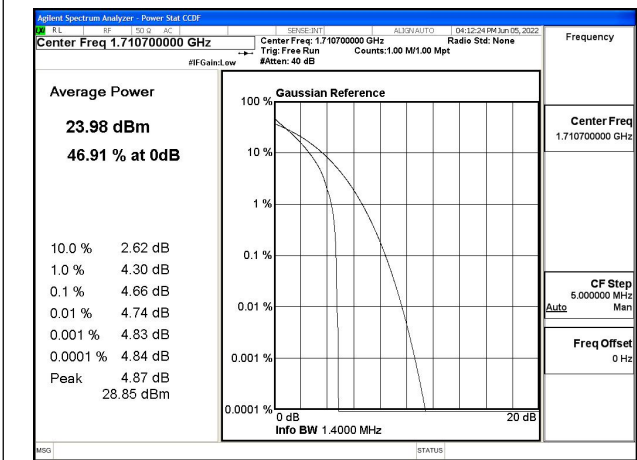 Agilent Spectrum Analyzer - Power Stat CCDF
RL RF 50 Ω AC SENSE:INT ALIGN AUTO 04:12:24 PM Jun 05, 2022
Center Freq 1.710700000 GHz
Center Freq: 1.710700000 GHz Radio Std: None
Trig: Free Run Counts:1.00 M/1.00 Mpt
#IFGain:Low #Atten: 40 dB
Frequency
Average Power
23.98 dBm
46.91 % at 0dB
10.0 % 2.62 dB
1.0 % 4.30 dB
0.1 % 4.66 dB
0.01 % 4.74 dB
0.001 % 4.83 dB
0.0001 % 4.84 dB
Peak 4.87 dB
28.85 dBm
Gaussian Reference
100 %
10 %
1 %
0.1 %
0.01 %
0.001 %
0.0001 %
0 dB 20 dB
Info BW 1.4000 MHz
Center Freq
1.710700000 GHz
CF Step
5.000000 MHz
Auto Man
Freq Offset
0 Hz
MSG STATUS